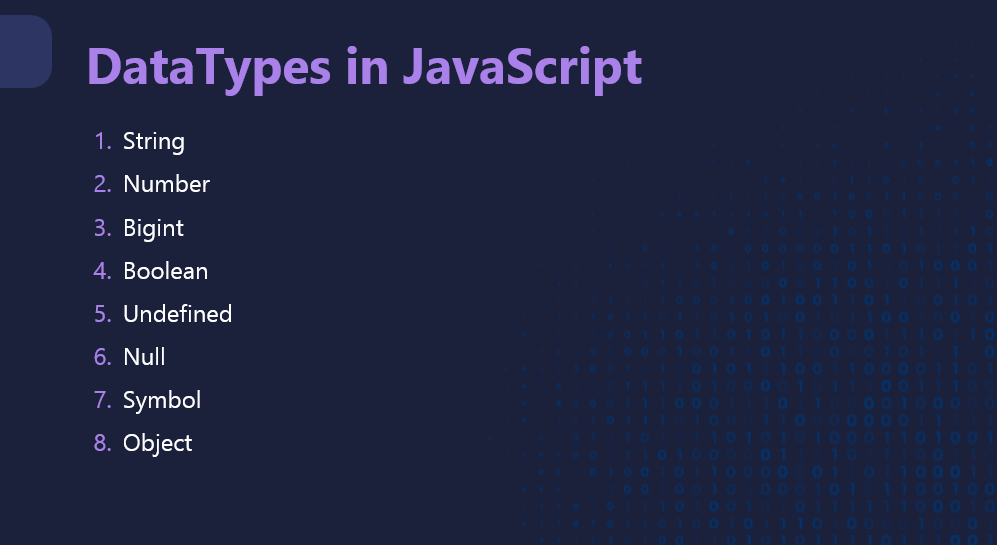 DataTypes in JavaScript
1. String
2. Number
3. Bigint
4. Boolean
5. Undefined
6. Null
7. Symbol
8. Object